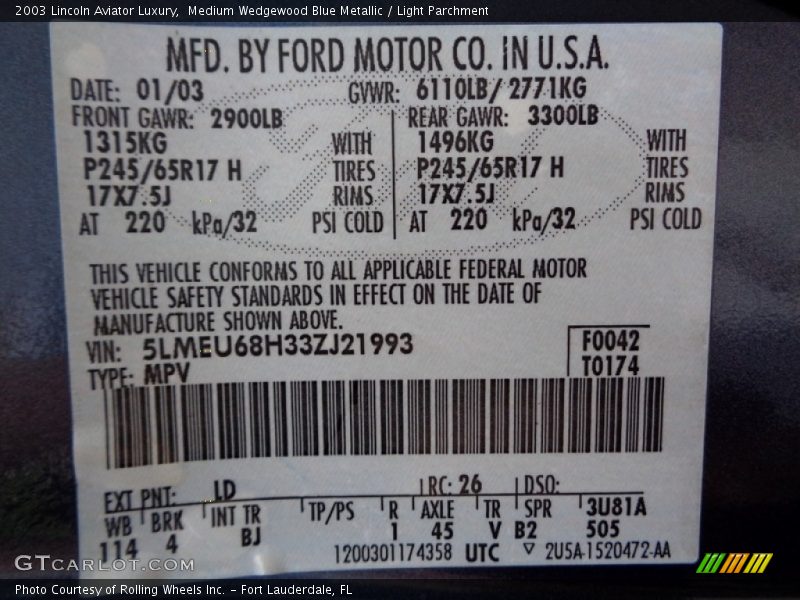 2003 Lincoln Aviator Luxury, Medium Wedgewood Blue Metallic / Light Parchment
MFD. BY FORD MOTOR CO. IN U.S.A.
DATE: 01/03 GVWR: 6110LB/ 2771KG
FRONT GAWR: 2900LB REAR GAWR: 3300LB
1315KG WITH 1496KG WITH
P245/65R17 H TIRES P245/65R17 H TIRES
17X7.5J RIMS 17X7.5J RIMS
AT 220 kPa/32 PSI COLD AT 220 kPa/32 PSI COLD
THIS VEHICLE CONFORMS TO ALL APPLICABLE FEDERAL MOTOR
VEHICLE SAFETY STANDARDS IN EFFECT ON THE DATE OF
MANUFACTURE SHOWN ABOVE.
VIN: 5LMEU68H33ZJ21993 F0042
TYPE: MPV T0174
EXT PNT: LD RC: 26 DSO:
WB BRK INT TR TP/PS R AXLE TR SPR 3U81A
114 4 BJ 1 45 V B2 505
1200301174358 UTC ▽ 2U5A-1520472-AA
GTCARLOT.COM
Photo Courtesy of Rolling Wheels Inc. – Fort Lauderdale, FL